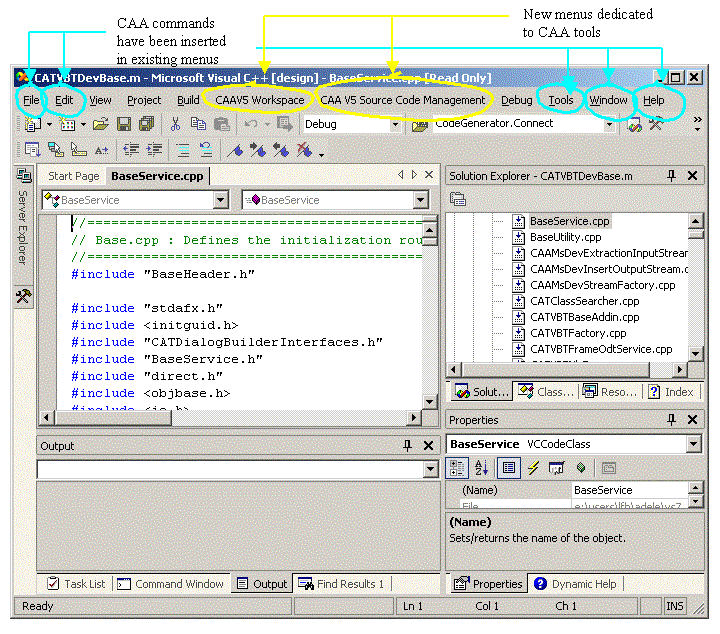 CAA commands
have been inserted
in existing menus
New menus dedicated
to CAA tools
CATVBTDevBase.m - Microsoft Visual C++ [design] - BaseService.cpp [Read Only]
File Edit View Project Build CAAV5 Workspace CAA V5 Source Code Management Debug Tools Window Help
Debug CodeGenerator.Connect
Server Explorer
Start Page BaseService.cpp
BaseService BaseService
// Base.cpp : Defines the initialization rou
#include "BaseHeader.h"
#include "stdafx.h"
#include <initguid.h>
#include "CATDialogBuilderInterfaces.h"
#include "BaseService.h"
#include "direct.h"
#include <objbase.h>
#include <io.h>
Solution Explorer - CATVBTDevBase.m
BaseService.cpp
BaseUtility.cpp
CAAMsDevExtractionInputStream
CAAMsDevInsertOutputStream.c
CAAMsDevStreamFactory.cpp
CATClassSearcher.cpp
CATVBTBaseAddin.cpp
CATVBTFactory.cpp
CATVBTFrameOdtService.cpp
Solut... Class... Reso... Index
Output
Properties
BaseService VCCodeClass
(Name) BaseService
File
(Name)
Sets/returns the name of the object.
Task List Command Window Output Find Results 1
Properties Dynamic Help
Ready Ln 1 Col 1 Ch 1 INS